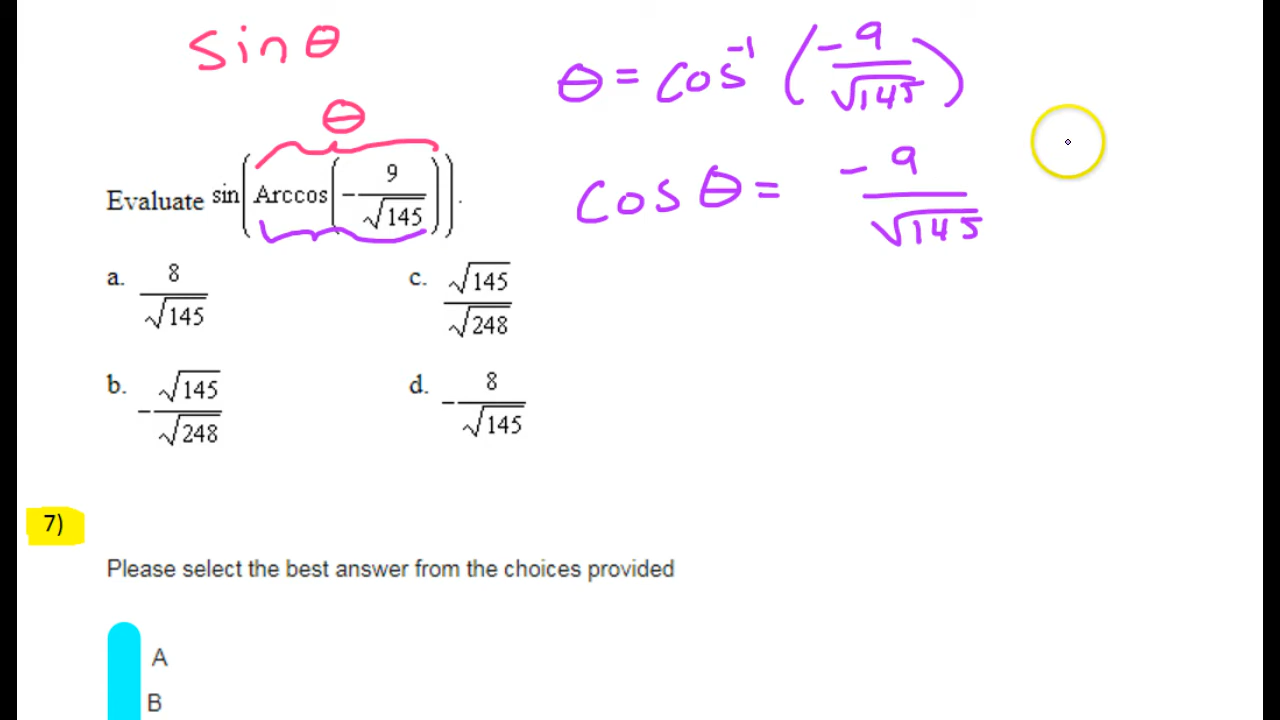 sin θ
θ = cos⁻¹ (-9/√145)
θ
Evaluate sin(Arccos(-9/√145)).
cos θ = -9/√145
a. 8/√145
c. √145/√248
b. -√145/√248
d. -8/√145
7)
Please select the best answer from the choices provided
A
B